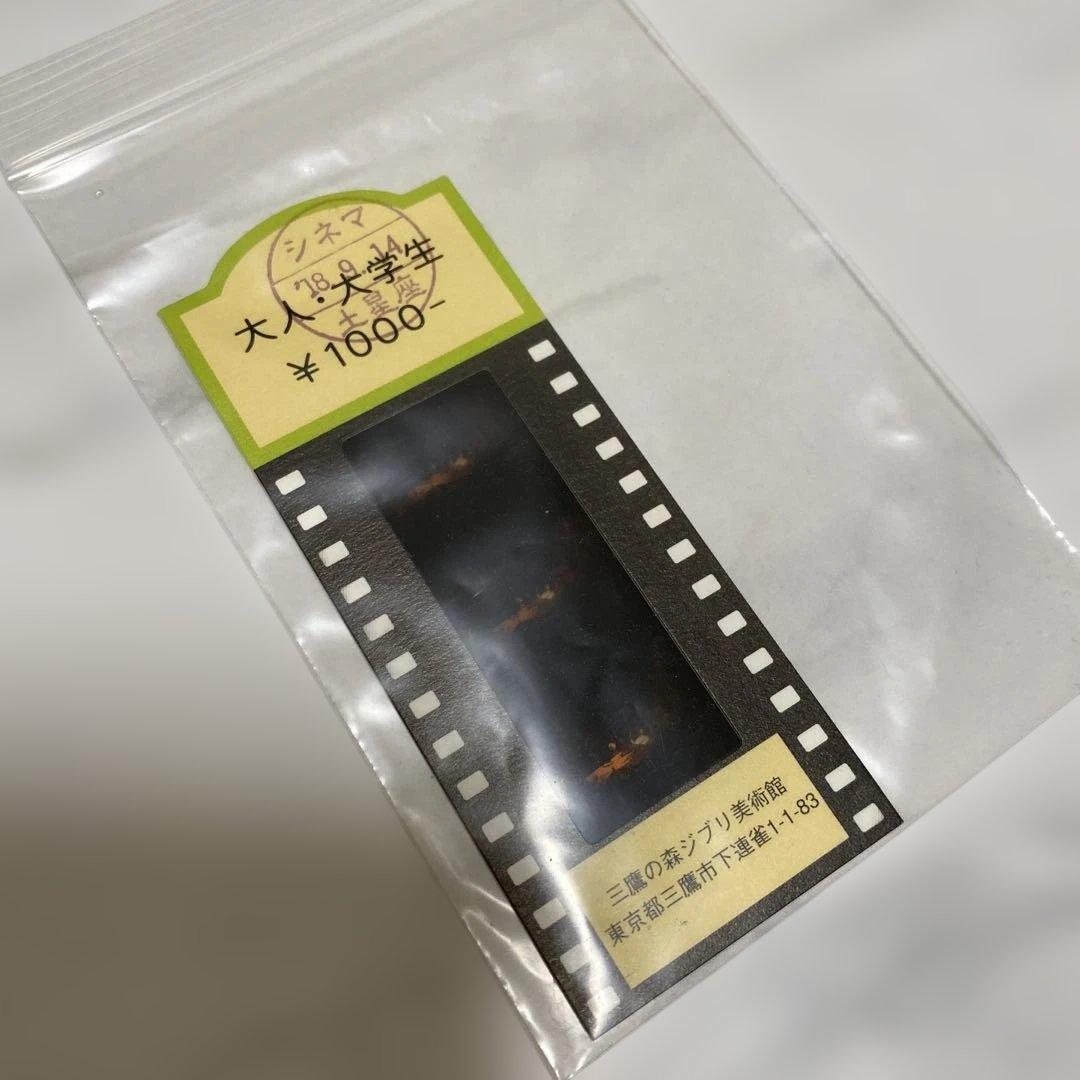 シネマ
'18.9.14
土星座
大人・大学生
¥1000-
三鷹の森ジブリ美術館
東京都三鷹市下連雀1-1-83